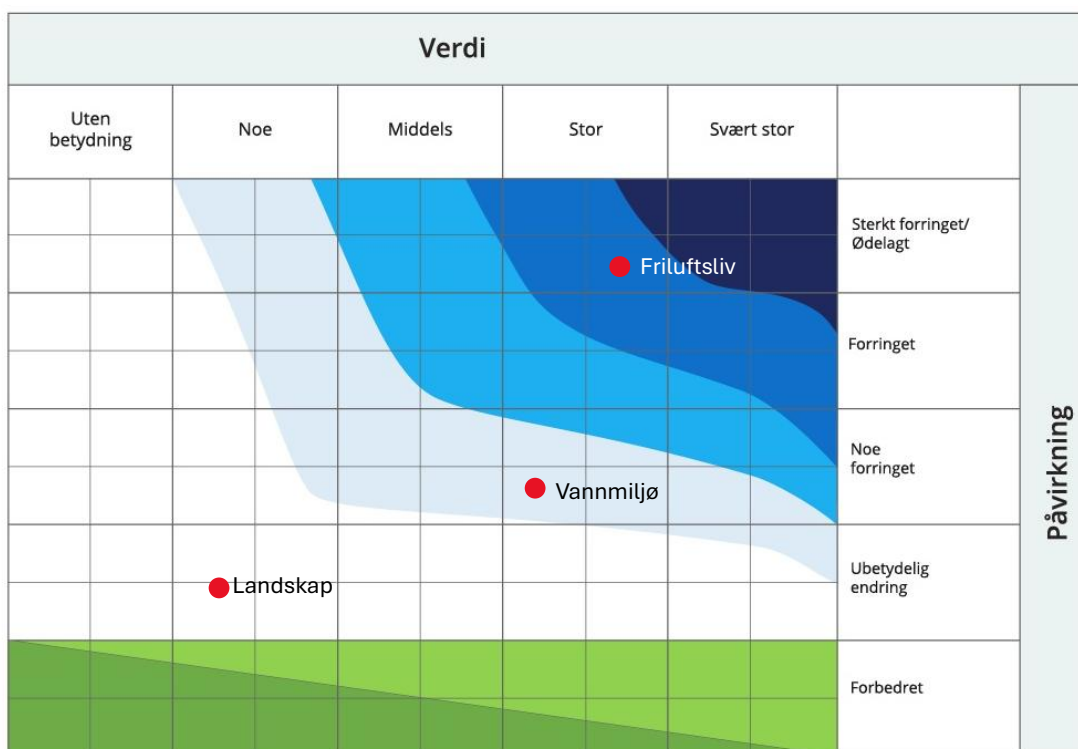 Verdi
Uten
betydning
Noe
Middels
Stor
Svært stor
Sterkt forringet/
Ødelagt
Friluftsliv
Forringet
Noe
forringet
Vannmiljø
Ubetydelig
endring
Landskap
Forbedret
Påvirkning